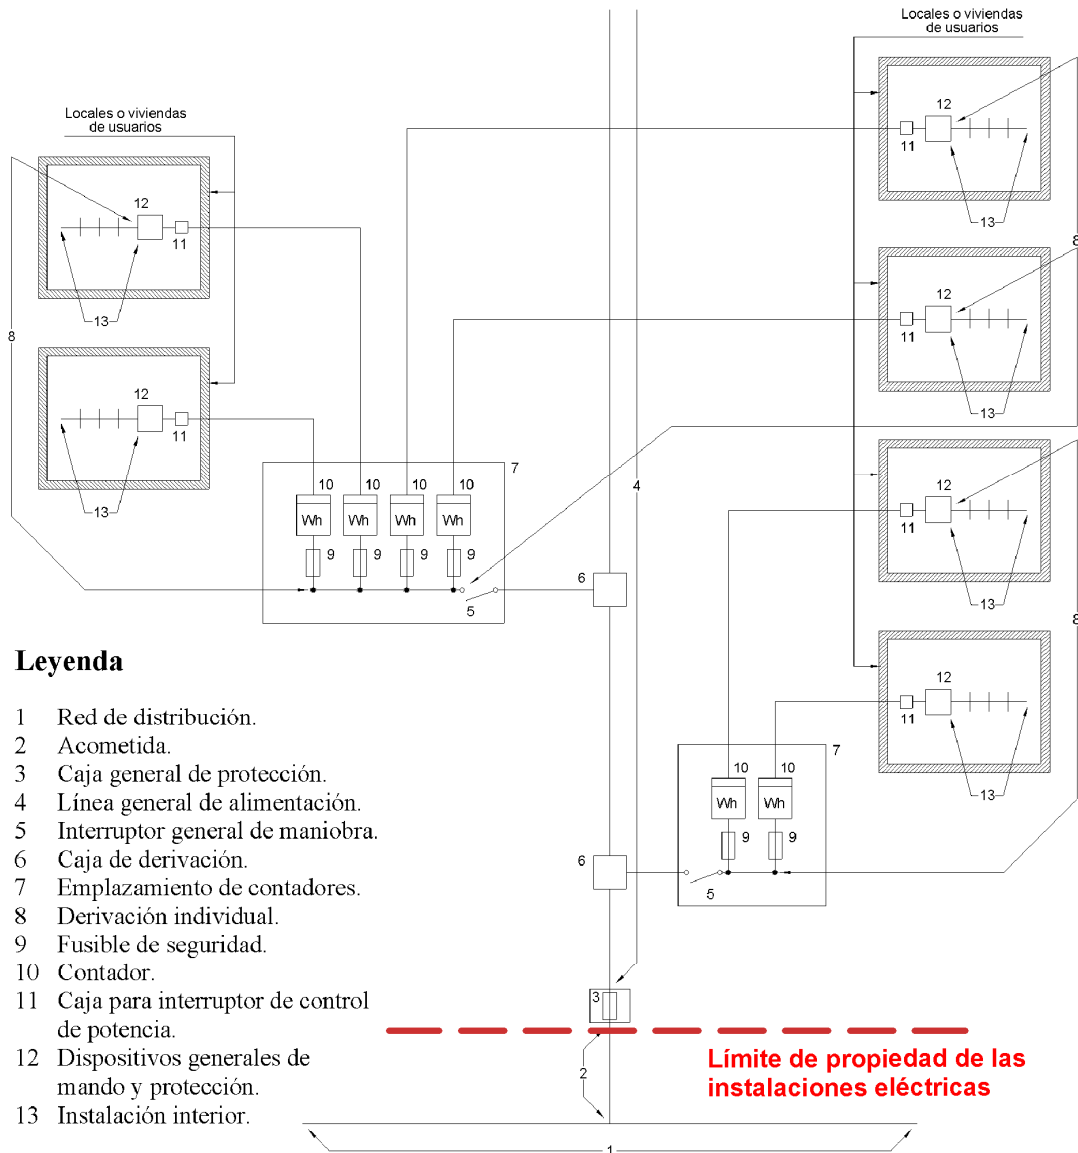 Locales o viviendas
de usuarios
12
11
13
8
12
11
13
Locales o viviendas
de usuarios
12
11
13
8
12
11
13
7
10 10 10 10
Wh Wh Wh Wh
9 9 9 9
5
4
6
12
11
13
8
12
11
13
7
10 10
Wh Wh
9 9
5
6
3
2
1
Límite de propiedad de las
instalaciones eléctricas
Leyenda
1 Red de distribución.
2 Acometida.
3 Caja general de protección.
4 Línea general de alimentación.
5 Interruptor general de maniobra.
6 Caja de derivación.
7 Emplazamiento de contadores.
8 Derivación individual.
9 Fusible de seguridad.
10 Contador.
11 Caja para interruptor de control
de potencia.
12 Dispositivos generales de
mando y protección.
13 Instalación interior.